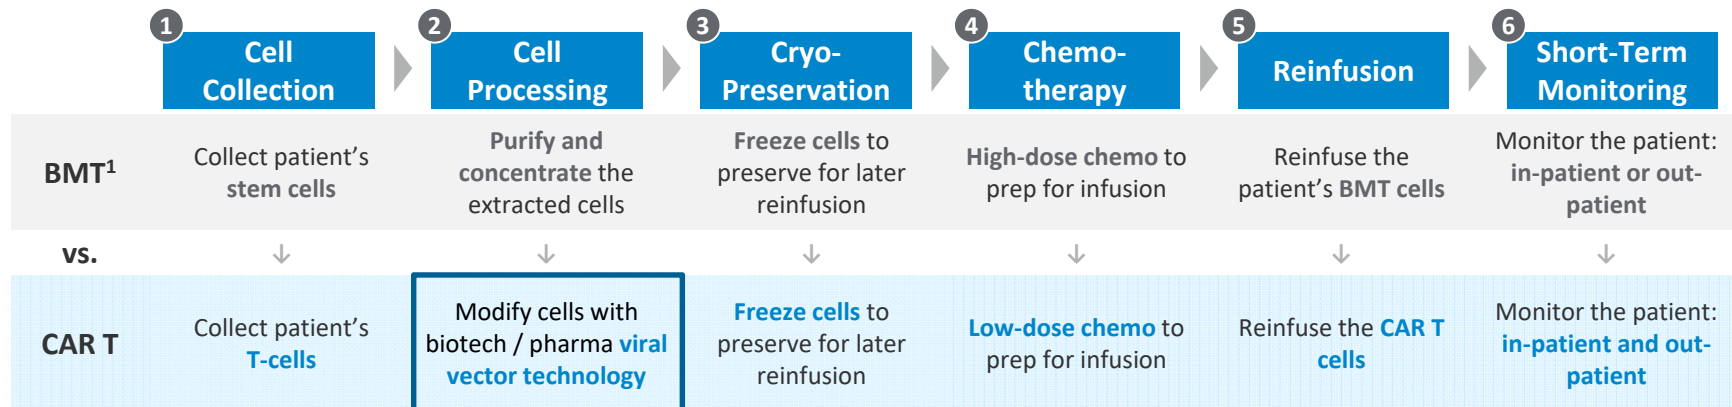 1
Cell
Collection
2
Cell
Processing
3
Cryo-
Preservation
4
Chemo-
therapy
5
Reinfusion
6
Short-Term
Monitoring
BMT¹
Collect patient’s
stem cells
Purify and
concentrate the
extracted cells
Freeze cells to
preserve for later
reinfusion
High-dose chemo to
prep for infusion
Reinfuse the
patient’s BMT cells
Monitor the patient:
in-patient or out-
patient
vs.
↓ ↓ ↓ ↓ ↓ ↓
CAR T
Collect patient’s
T-cells
Modify cells with
biotech / pharma viral
vector technology
Freeze cells to
preserve for later
reinfusion
Low-dose chemo to
prep for infusion
Reinfuse the CAR T
cells
Monitor the patient:
in-patient and out-
patient